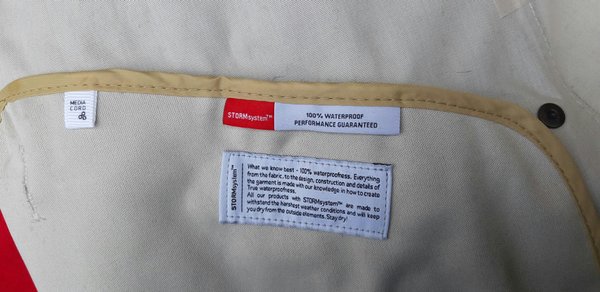 MEDIA
CORD
STORMsystem™
100% WATERPROOF
PERFORMANCE GUARANTEED
STORMsystem™
What we know best - 100% waterproofness. Everything
from the fabric, to the design, construction and details of
the garment is made with our knowledge in how to create
True waterproofness.
All our products with STORMsystem™ are made to
withstand the harshest weather conditions and will keep
you dry from the outside elements. Stay dry!